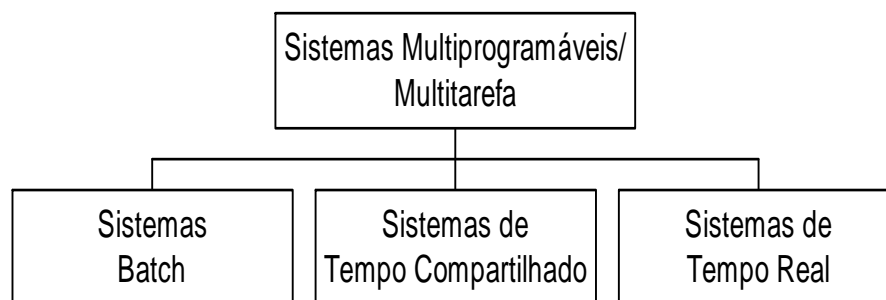 Sistemas Multiprogramáveis/
Multitarefa
Sistemas
Batch
Sistemas de
Tempo Compartilhado
Sistemas de
Tempo Real